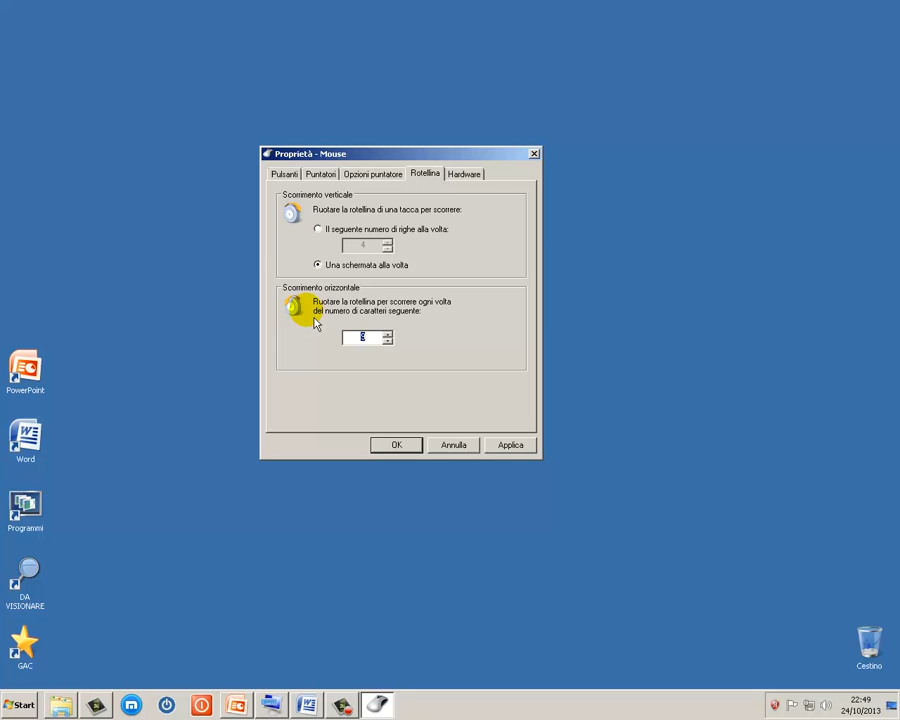 Proprietà - Mouse
Pulsanti
Puntatori
Opzioni puntatore
Rotellina
Hardware
Scorrimento verticale
Ruotare la rotellina di una tacca per scorrere:
Il seguente numero di righe alla volta:
4
Una schermata alla volta
Scorrimento orizzontale
Ruotare la rotellina per scorrere ogni volta
del numero di caratteri seguente:
OK
Annulla
Applica
PowerPoint
Word
Programmi
DA
VISIONARE
GAC
Cestino
Start
22:49
24/10/2013